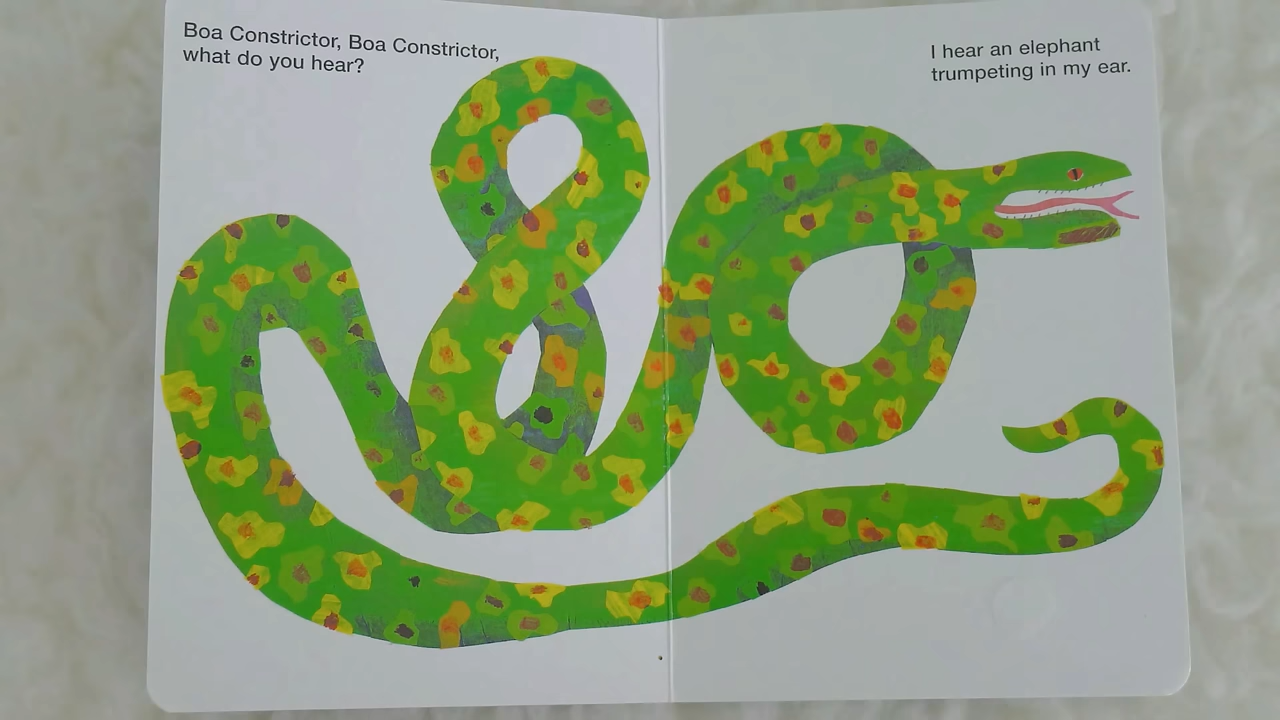 Boa Constrictor, Boa Constrictor,
what do you hear?
I hear an elephant
trumpeting in my ear.